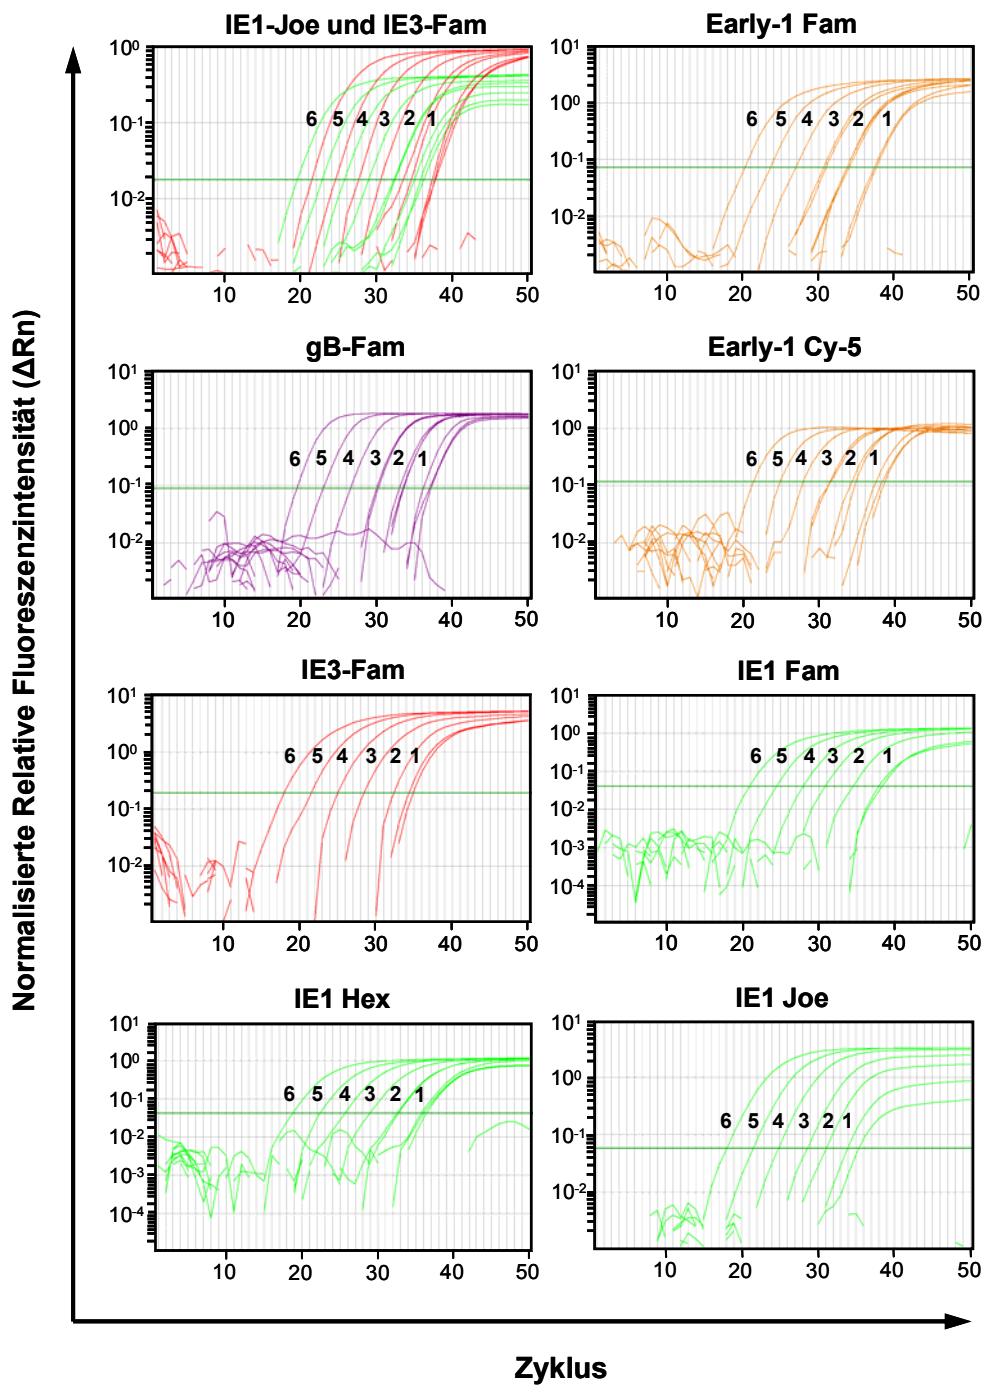 IE1-Joe und IE3-Fam
10⁰
10⁻¹
10⁻²
6 5 4 3 2 1
10 20 30 40 50
Early-1 Fam
10¹
10⁰
10⁻¹
10⁻²
6 5 4 3 2 1
10 20 30 40 50
gB-Fam
10¹
10⁰
10⁻¹
10⁻²
6 5 4 3 2 1
10 20 30 40 50
Early-1 Cy-5
10¹
10⁰
10⁻¹
10⁻²
6 5 4 3 2 1
10 20 30 40 50
IE3-Fam
10¹
10⁰
10⁻¹
10⁻²
6 5 4 3 2 1
10 20 30 40 50
IE1 Fam
10¹
10⁰
10⁻¹
10⁻²
10⁻³
10⁻⁴
6 5 4 3 2 1
10 20 30 40 50
IE1 Hex
10¹
10⁰
10⁻¹
10⁻²
10⁻³
10⁻⁴
6 5 4 3 2 1
10 20 30 40 50
IE1 Joe
10¹
10⁰
10⁻¹
10⁻²
6 5 4 3 2 1
10 20 30 40 50
Normalisierte Relative Fluoreszenzintensität (ΔRn)
Zyklus